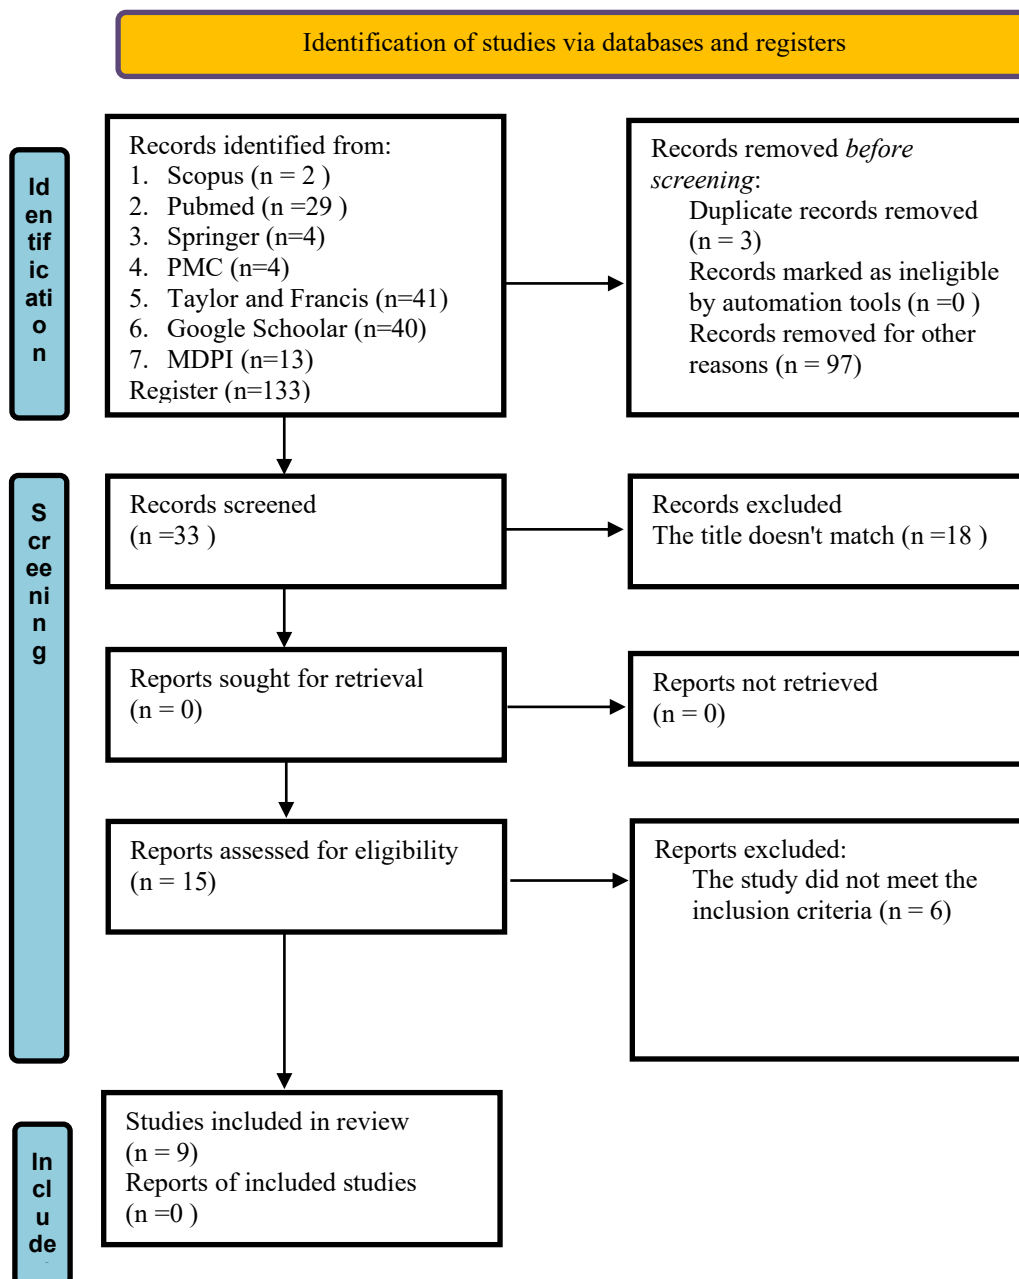 Identification of studies via databases and registers
Id
en
tif
ic
ati
o
n
Records identified from:
1. Scopus (n = 2 )
2. Pubmed (n =29 )
3. Springer (n=4)
4. PMC (n=4)
5. Taylor and Francis (n=41)
6. Google Schoolar (n=40)
7. MDPI (n=13)
Register (n=133)
Records removed before
screening:
Duplicate records removed
(n = 3)
Records marked as ineligible
by automation tools (n =0 )
Records removed for other
reasons (n = 97)
S
cr
ee
ni
n
g
Records screened
(n =33 )
Records excluded
The title doesn't match (n =18 )
Reports sought for retrieval
(n = 0)
Reports not retrieved
(n = 0)
Reports assessed for eligibility
(n = 15)
Reports excluded:
The study did not meet the
inclusion criteria (n = 6)
In
cl
u
de
Studies included in review
(n = 9)
Reports of included studies
(n =0 )